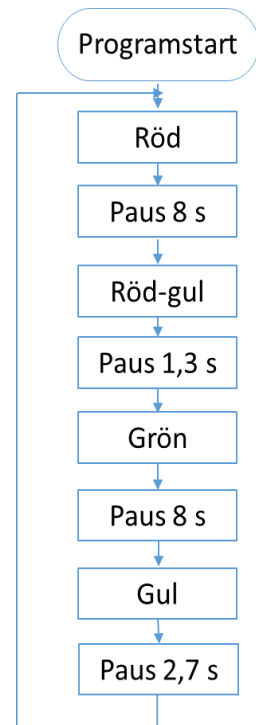 Programstart
Röd
Paus 8 s
Röd-gul
Paus 1,3 s
Grön
Paus 8 s
Gul
Paus 2,7 s